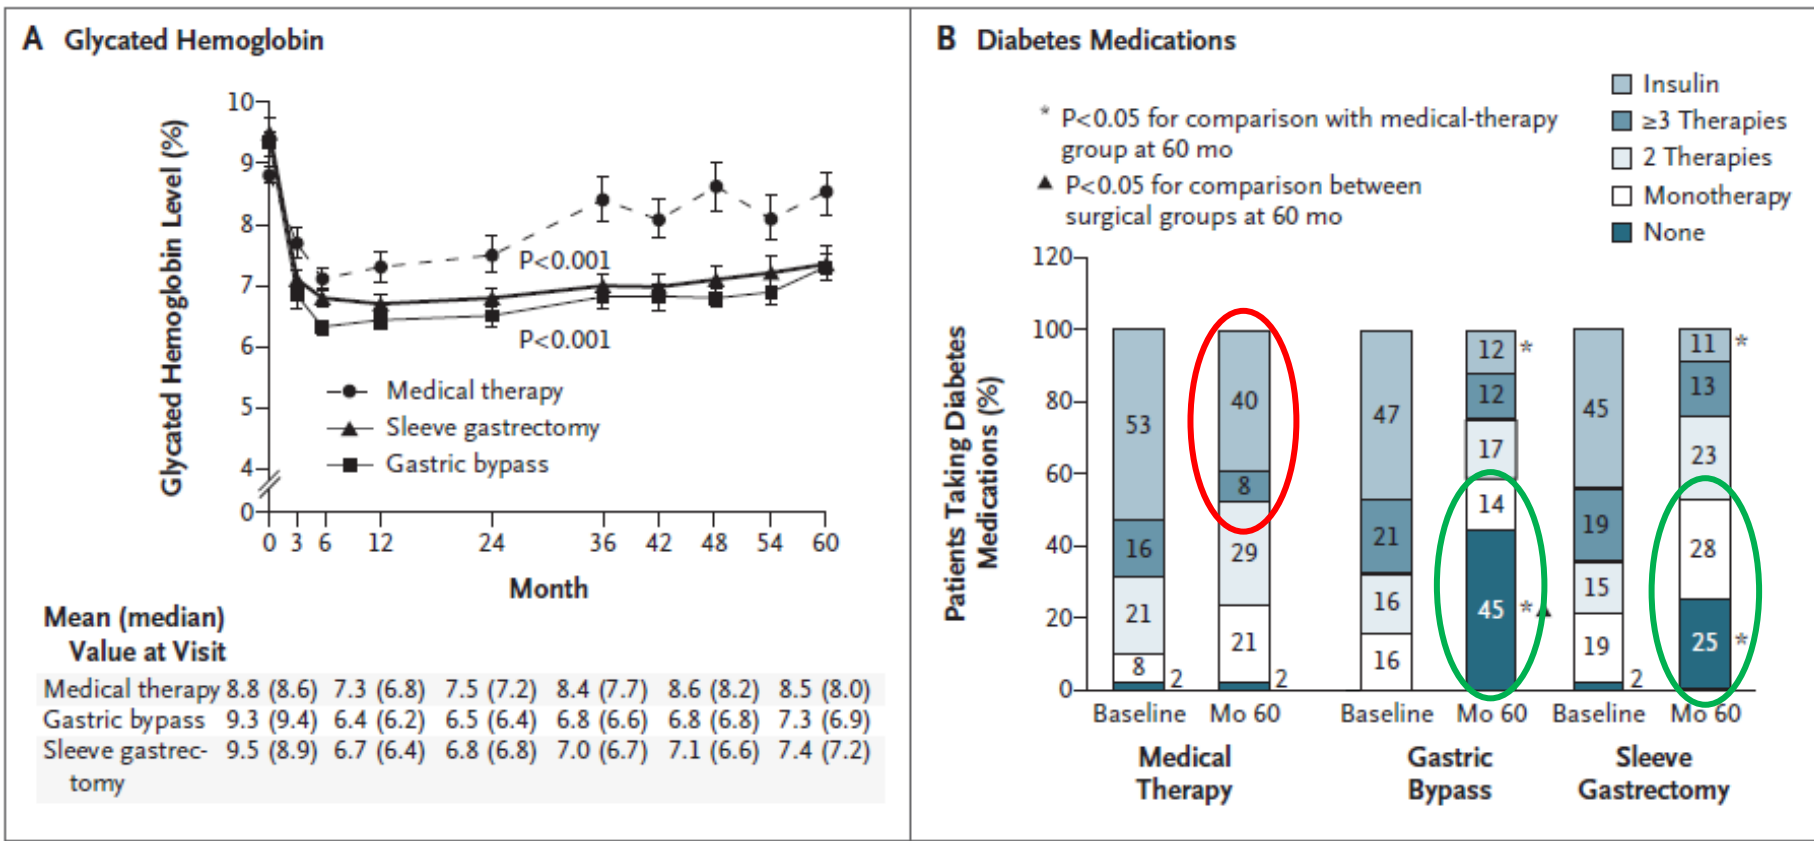 A Glycated Hemoglobin
Glycated Hemoglobin Level (%)
10
9
8
7
6
5
4
0
P<0.001
P<0.001
Medical therapy
Sleeve gastrectomy
Gastric bypass
0 3 6 12 24 36 42 48 54 60
Month
Mean (median)
Value at Visit
Medical therapy 8.8 (8.6) 7.3 (6.8) 7.5 (7.2) 8.4 (7.7) 8.6 (8.2) 8.5 (8.0)
Gastric bypass 9.3 (9.4) 6.4 (6.2) 6.5 (6.4) 6.8 (6.6) 6.8 (6.8) 7.3 (6.9)
Sleeve gastrec- 9.5 (8.9) 6.7 (6.4) 6.8 (6.8) 7.0 (6.7) 7.1 (6.6) 7.4 (7.2)
tomy
B Diabetes Medications
* P<0.05 for comparison with medical-therapy
group at 60 mo
▲ P<0.05 for comparison between
surgical groups at 60 mo
Insulin
≥3 Therapies
2 Therapies
Monotherapy
None
Patients Taking Diabetes
Medications (%)
120
100
80
60
40
20
0
53
16
21
8
2
40
8
29
21
2
47
21
16
16
12 *
12
17
14
45 *▲
45
19
15
19
2
11 *
13
23
28
25 *
Baseline Mo 60 Baseline Mo 60 Baseline Mo 60
Medical
Therapy
Gastric
Bypass
Sleeve
Gastrectomy